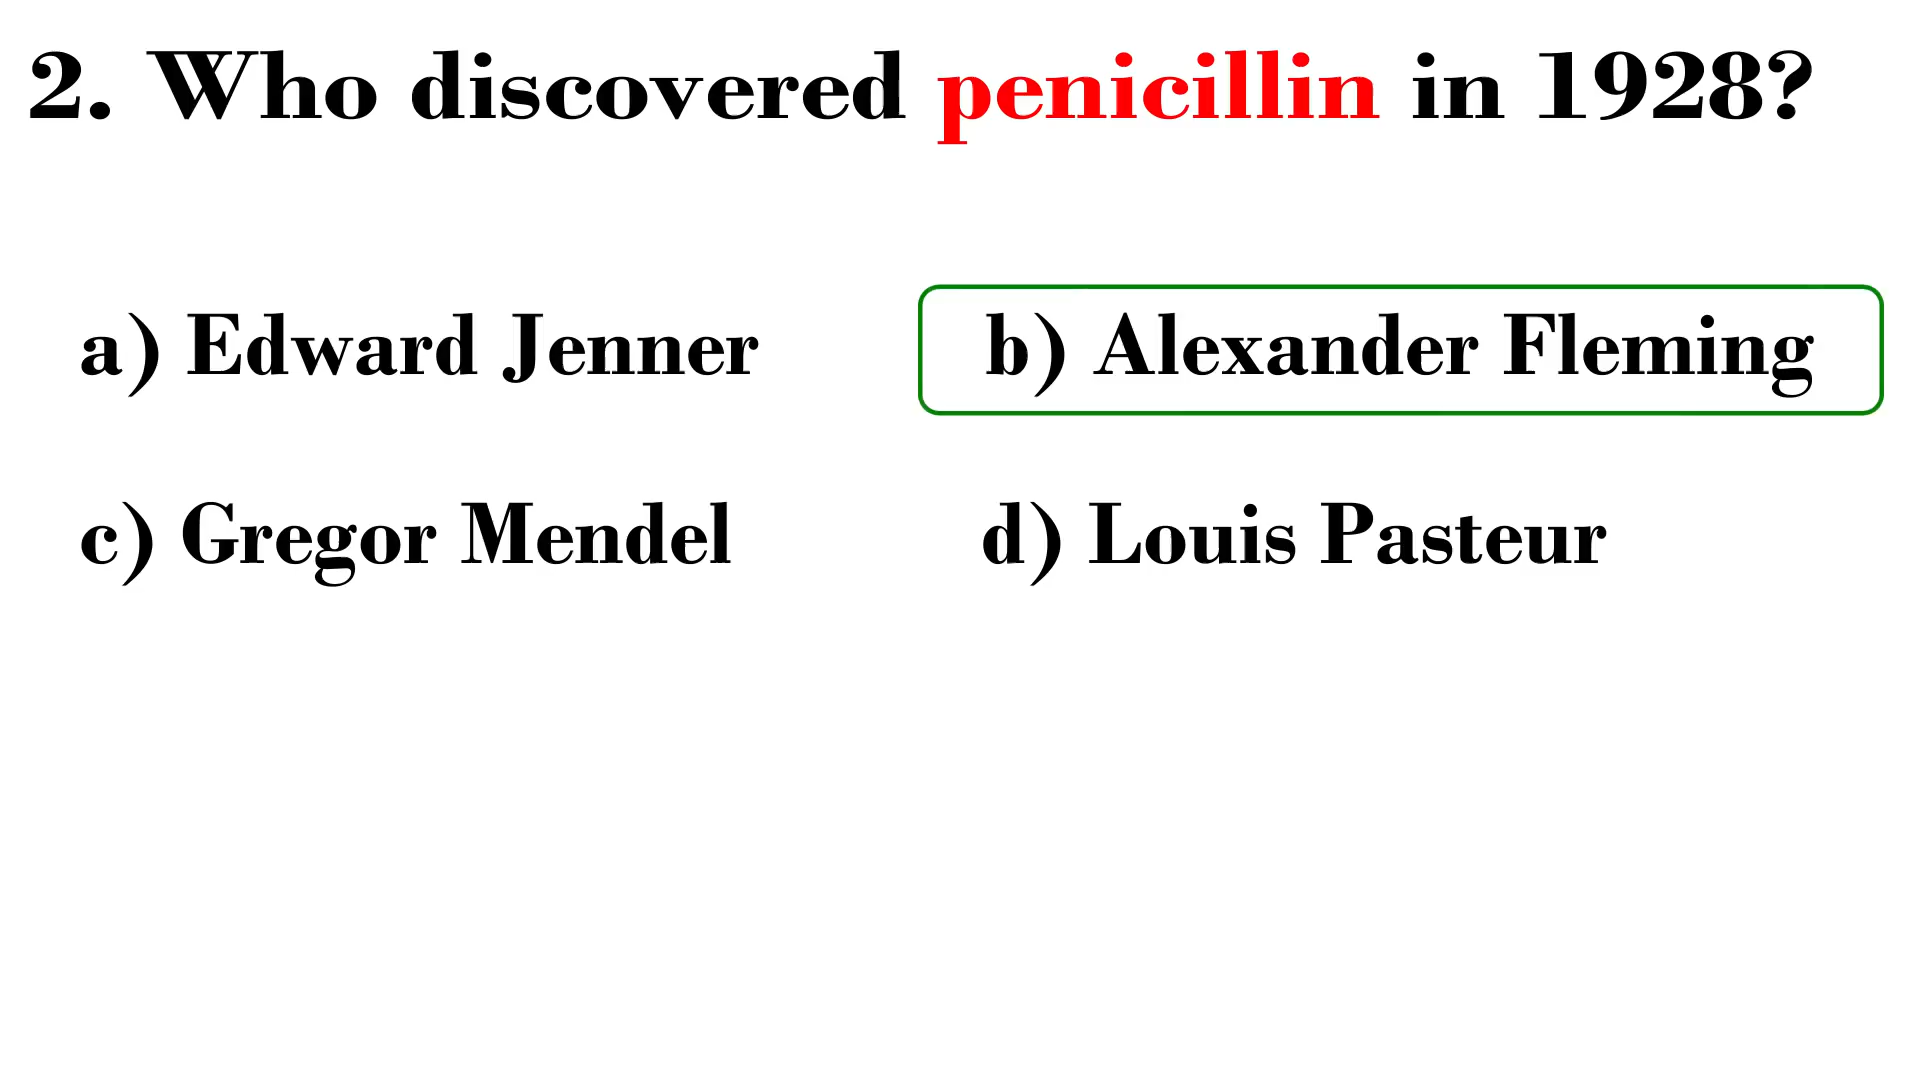 2. Who discovered penicillin in 1928?
a) Edward Jenner
b) Alexander Fleming
c) Gregor Mendel
d) Louis Pasteur